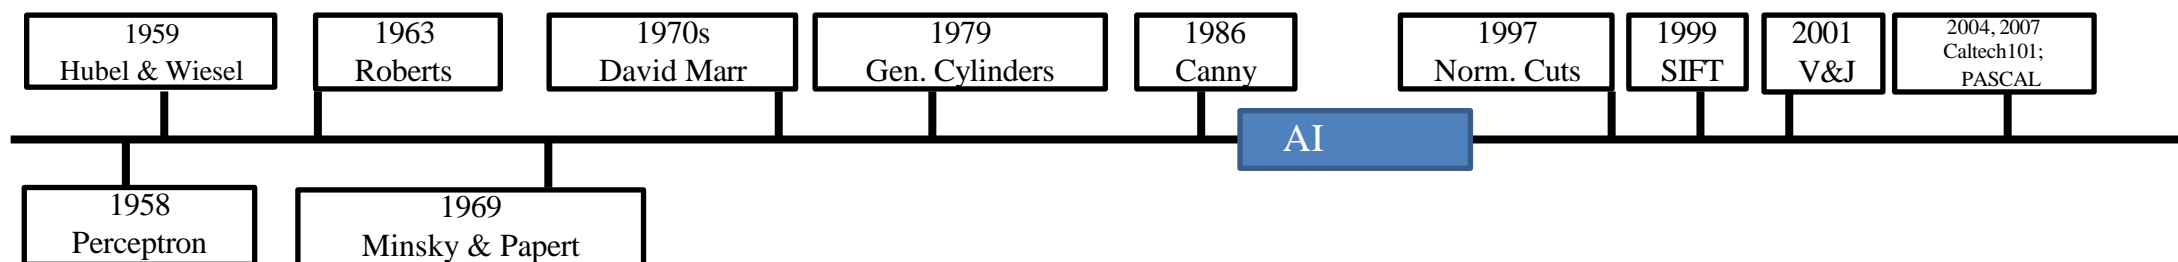 1959
Hubel & Wiesel
1963
Roberts
1970s
David Marr
1979
Gen. Cylinders
1986
Canny
1997
Norm. Cuts
1999
SIFT
2001
V&J
2004, 2007
Caltech101;
PASCAL
AI
1958
Perceptron
1969
Minsky & Papert